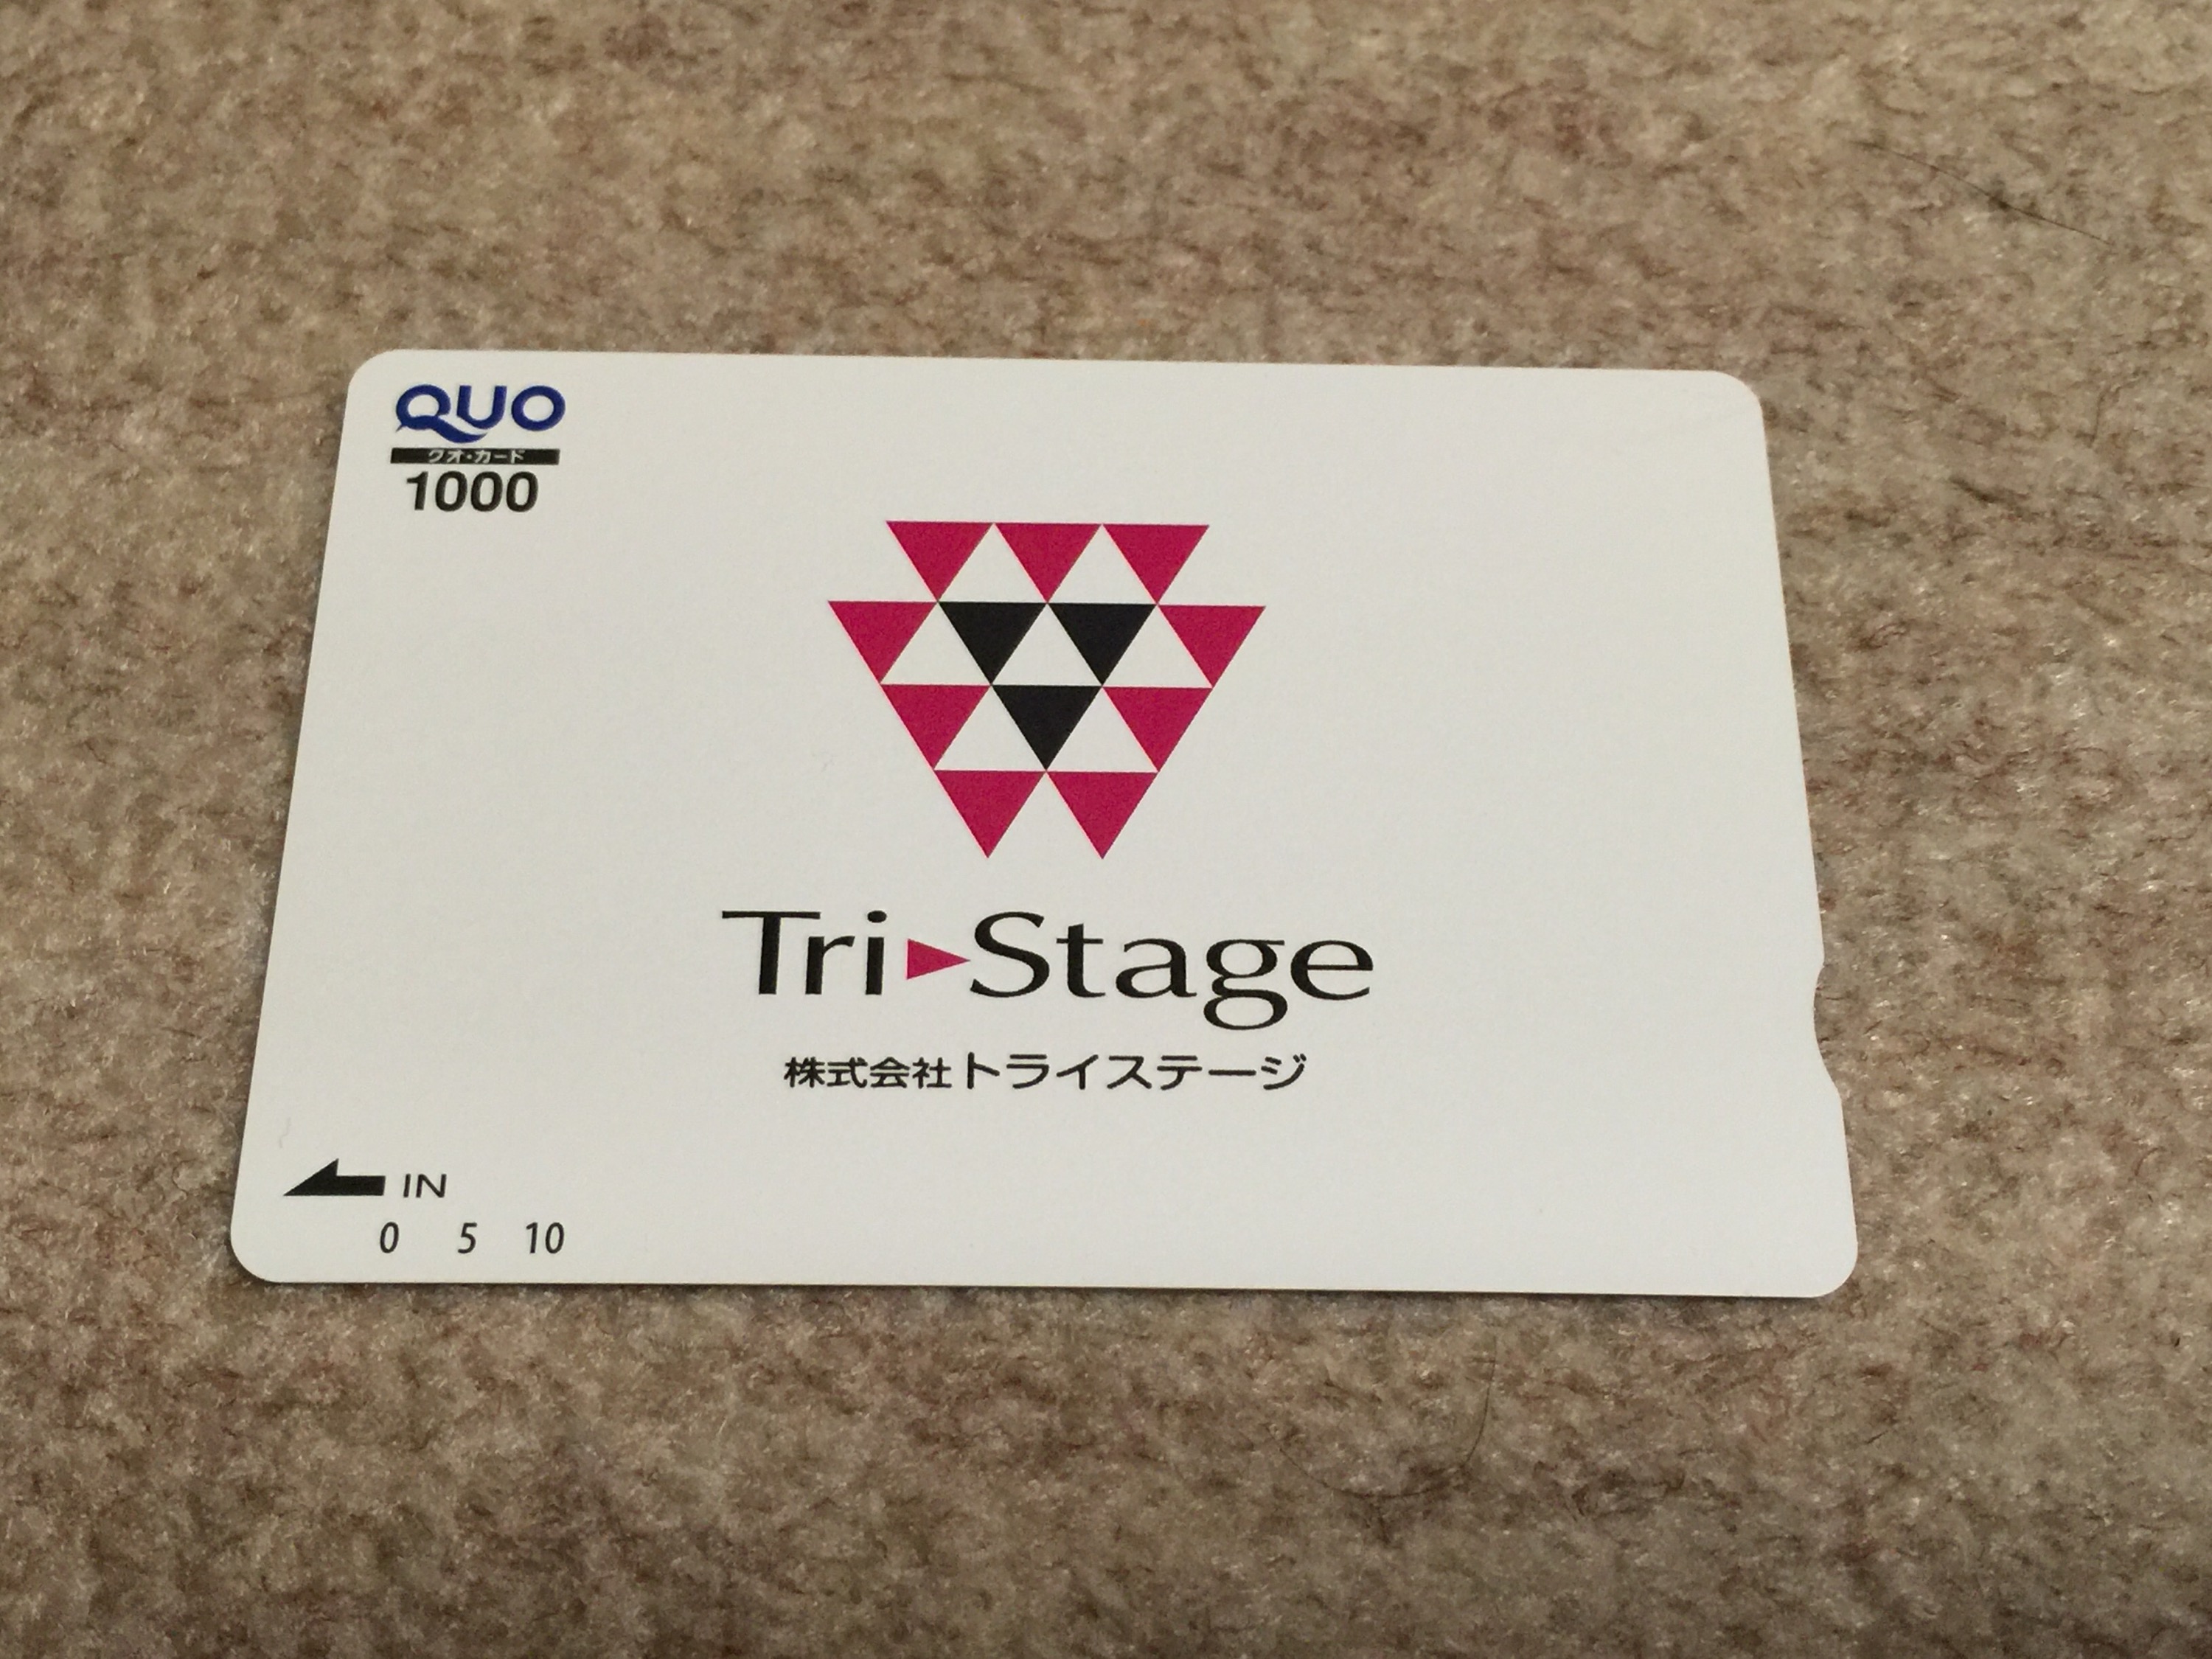 QUO
クオ・カード
1000
Tri Stage
株式会社トライステージ
IN
0 5 10